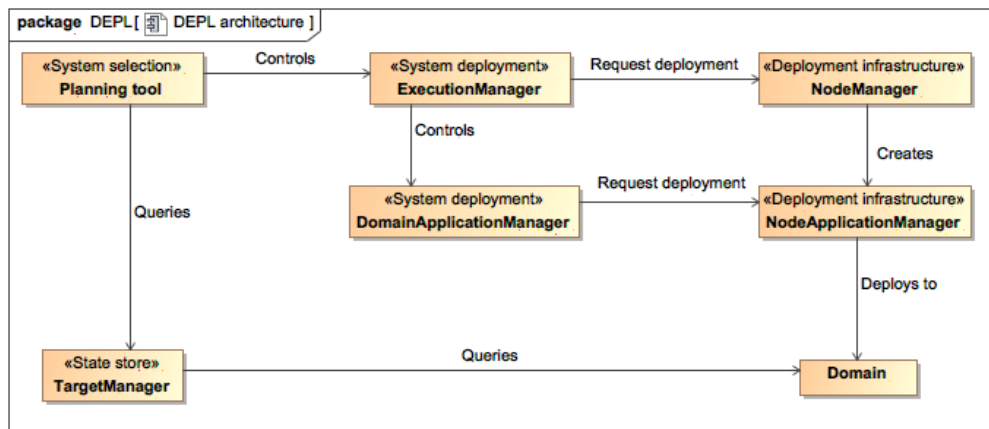 package DEPL[ DEPL architecture ]
Controls
Request deployment
«System selection»
Planning tool
«System deployment»
ExecutionManager
«Deployment infrastructure»
NodeManager
Controls
Creates
Queries
Request deployment
«System deployment»
DomainApplicationManager
«Deployment infrastructure»
NodeApplicationManager
Deploys to
Queries
«State store»
TargetManager
Domain